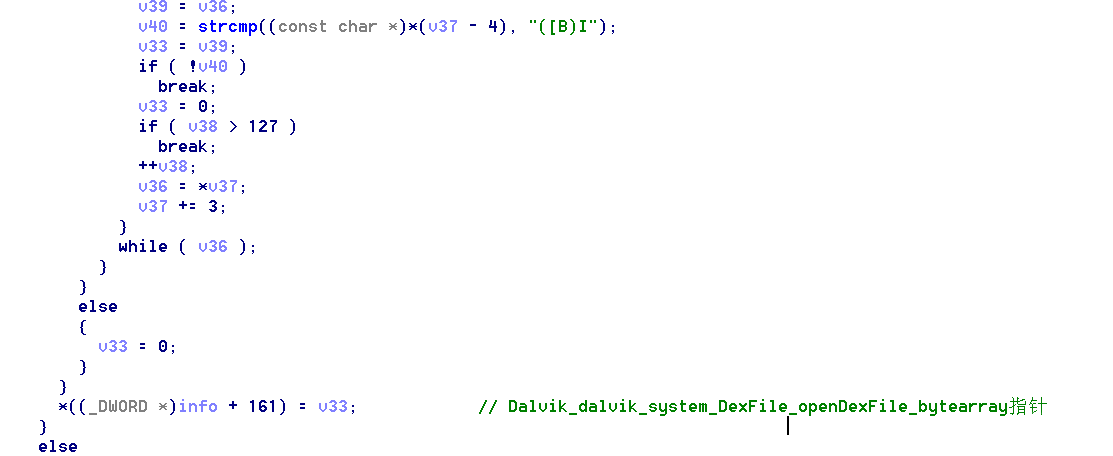 v39 = v36;
v40 = strcmp((const char *)*(v37 - 4), "([B)I");
v33 = v39;
if ( !v40 )
break;
v33 = 0;
if ( v38 > 127 )
break;
++v38;
v36 = *v37;
v37 += 3;
}
while ( v36 );
}
}
else
{
v33 = 0;
}
}
*((_DWORD *)info + 161) = v33; // Dalvik_dalvik_system_DexFile_openDexFile_bytearray指针
}
else